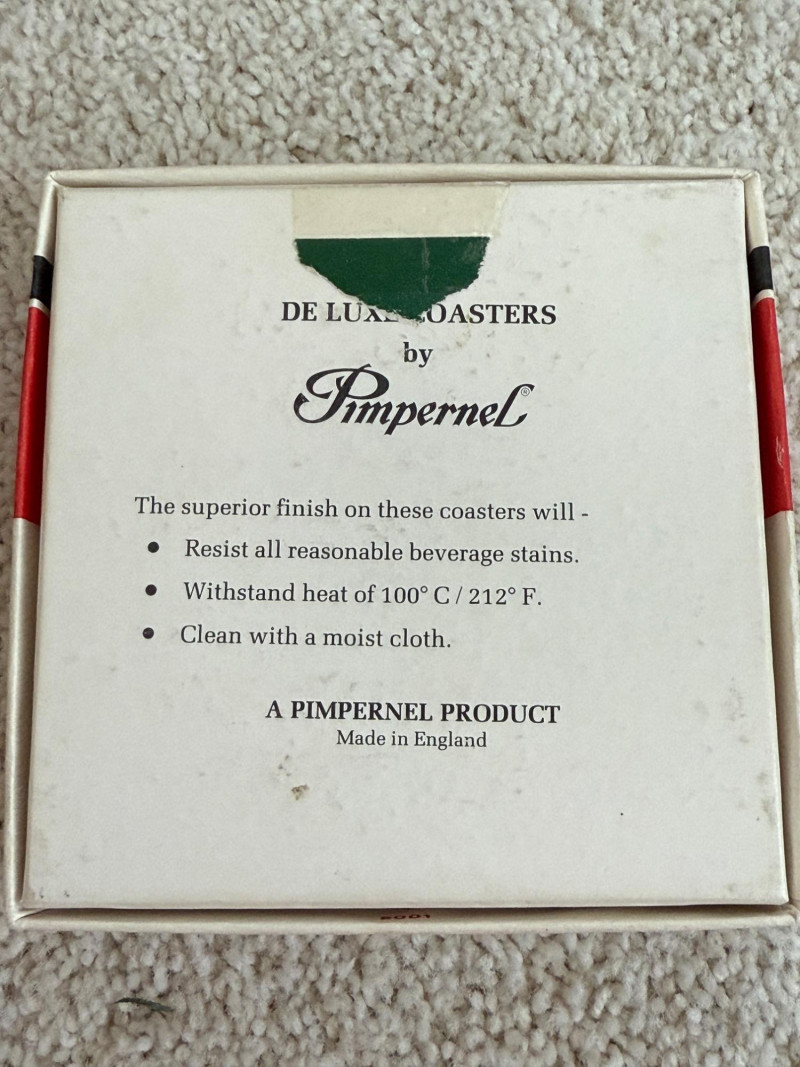 DE LUXE COASTERS
by
Pimpernel®
The superior finish on these coasters will -
• Resist all reasonable beverage stains.
• Withstand heat of 100° C / 212° F.
• Clean with a moist cloth.
A PIMPERNEL PRODUCT
Made in England